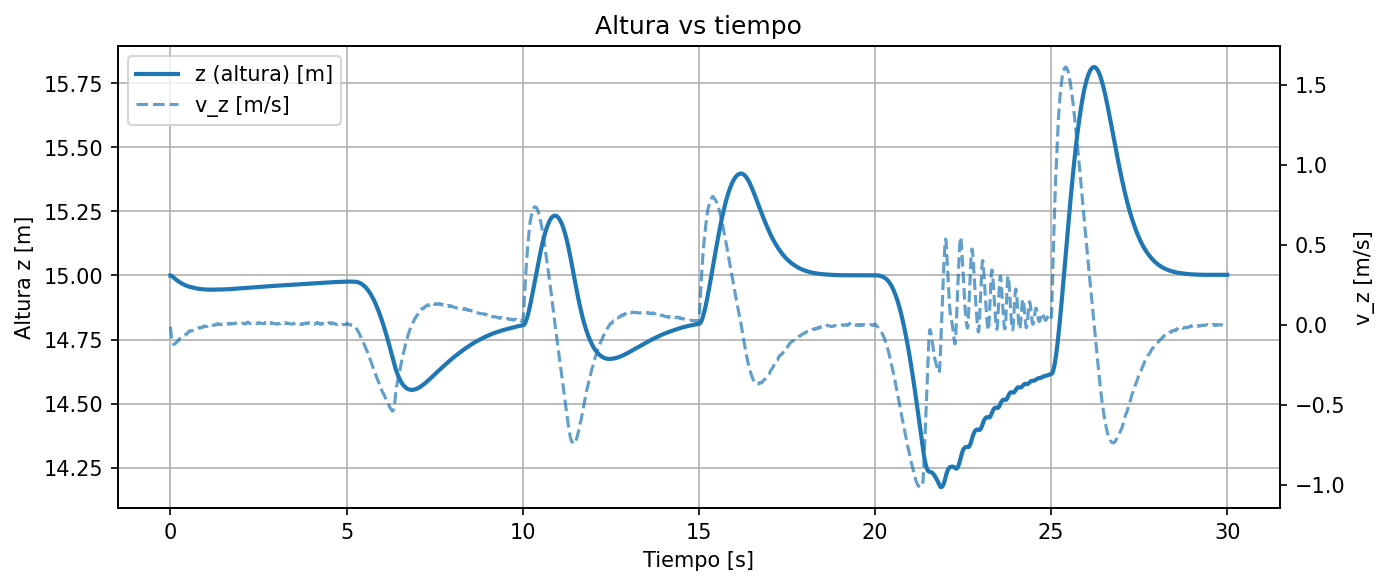 Altura vs tiempo
z (altura) [m]
v_z [m/s]
Altura z [m]
15.75
15.50
15.25
15.00
14.75
14.50
14.25
1.5
1.0
0.5
0.0
−0.5
−1.0
v_z [m/s]
0 5 10 15 20 25 30
Tiempo [s]